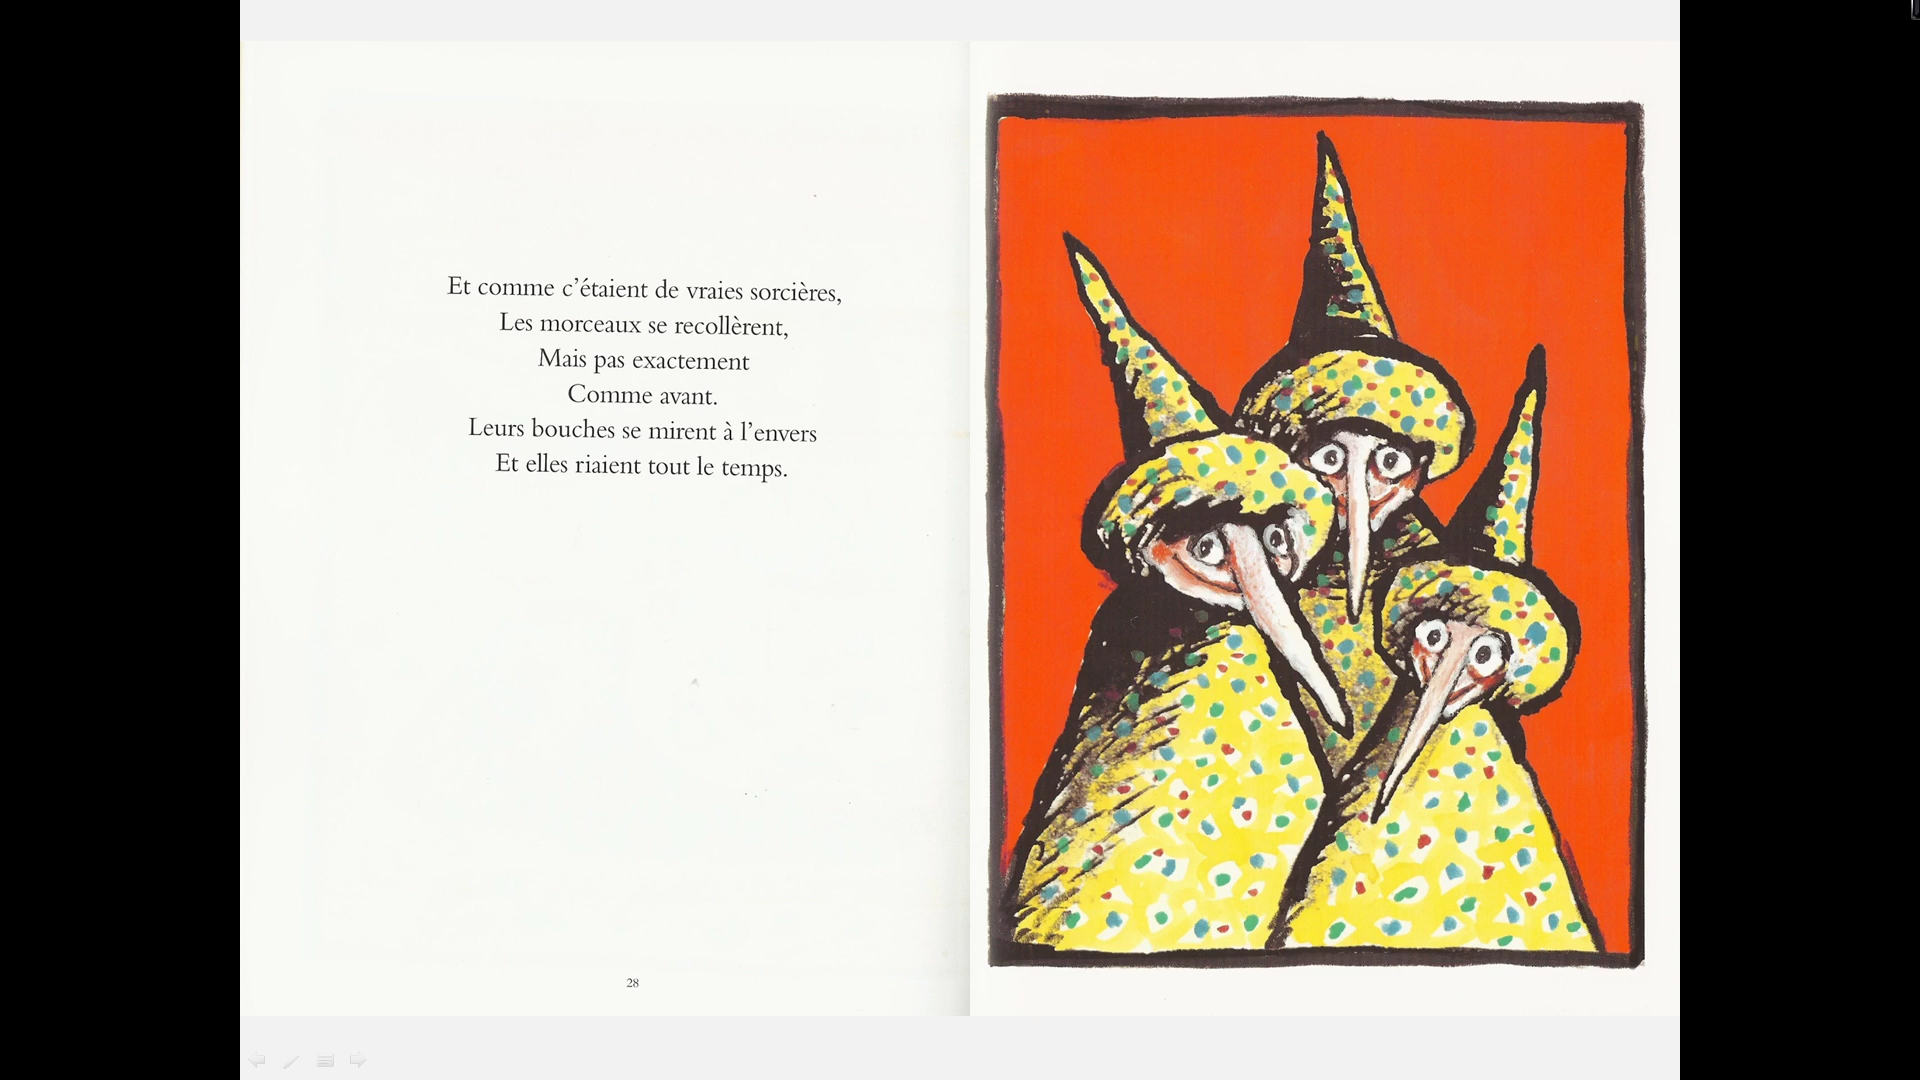 Et comme c’étaient de vraies sorcières,
Les morceaux se recollèrent,
Mais pas exactement
Comme avant.
Leurs bouches se mirent à l’envers
Et elles riaient tout le temps.
28